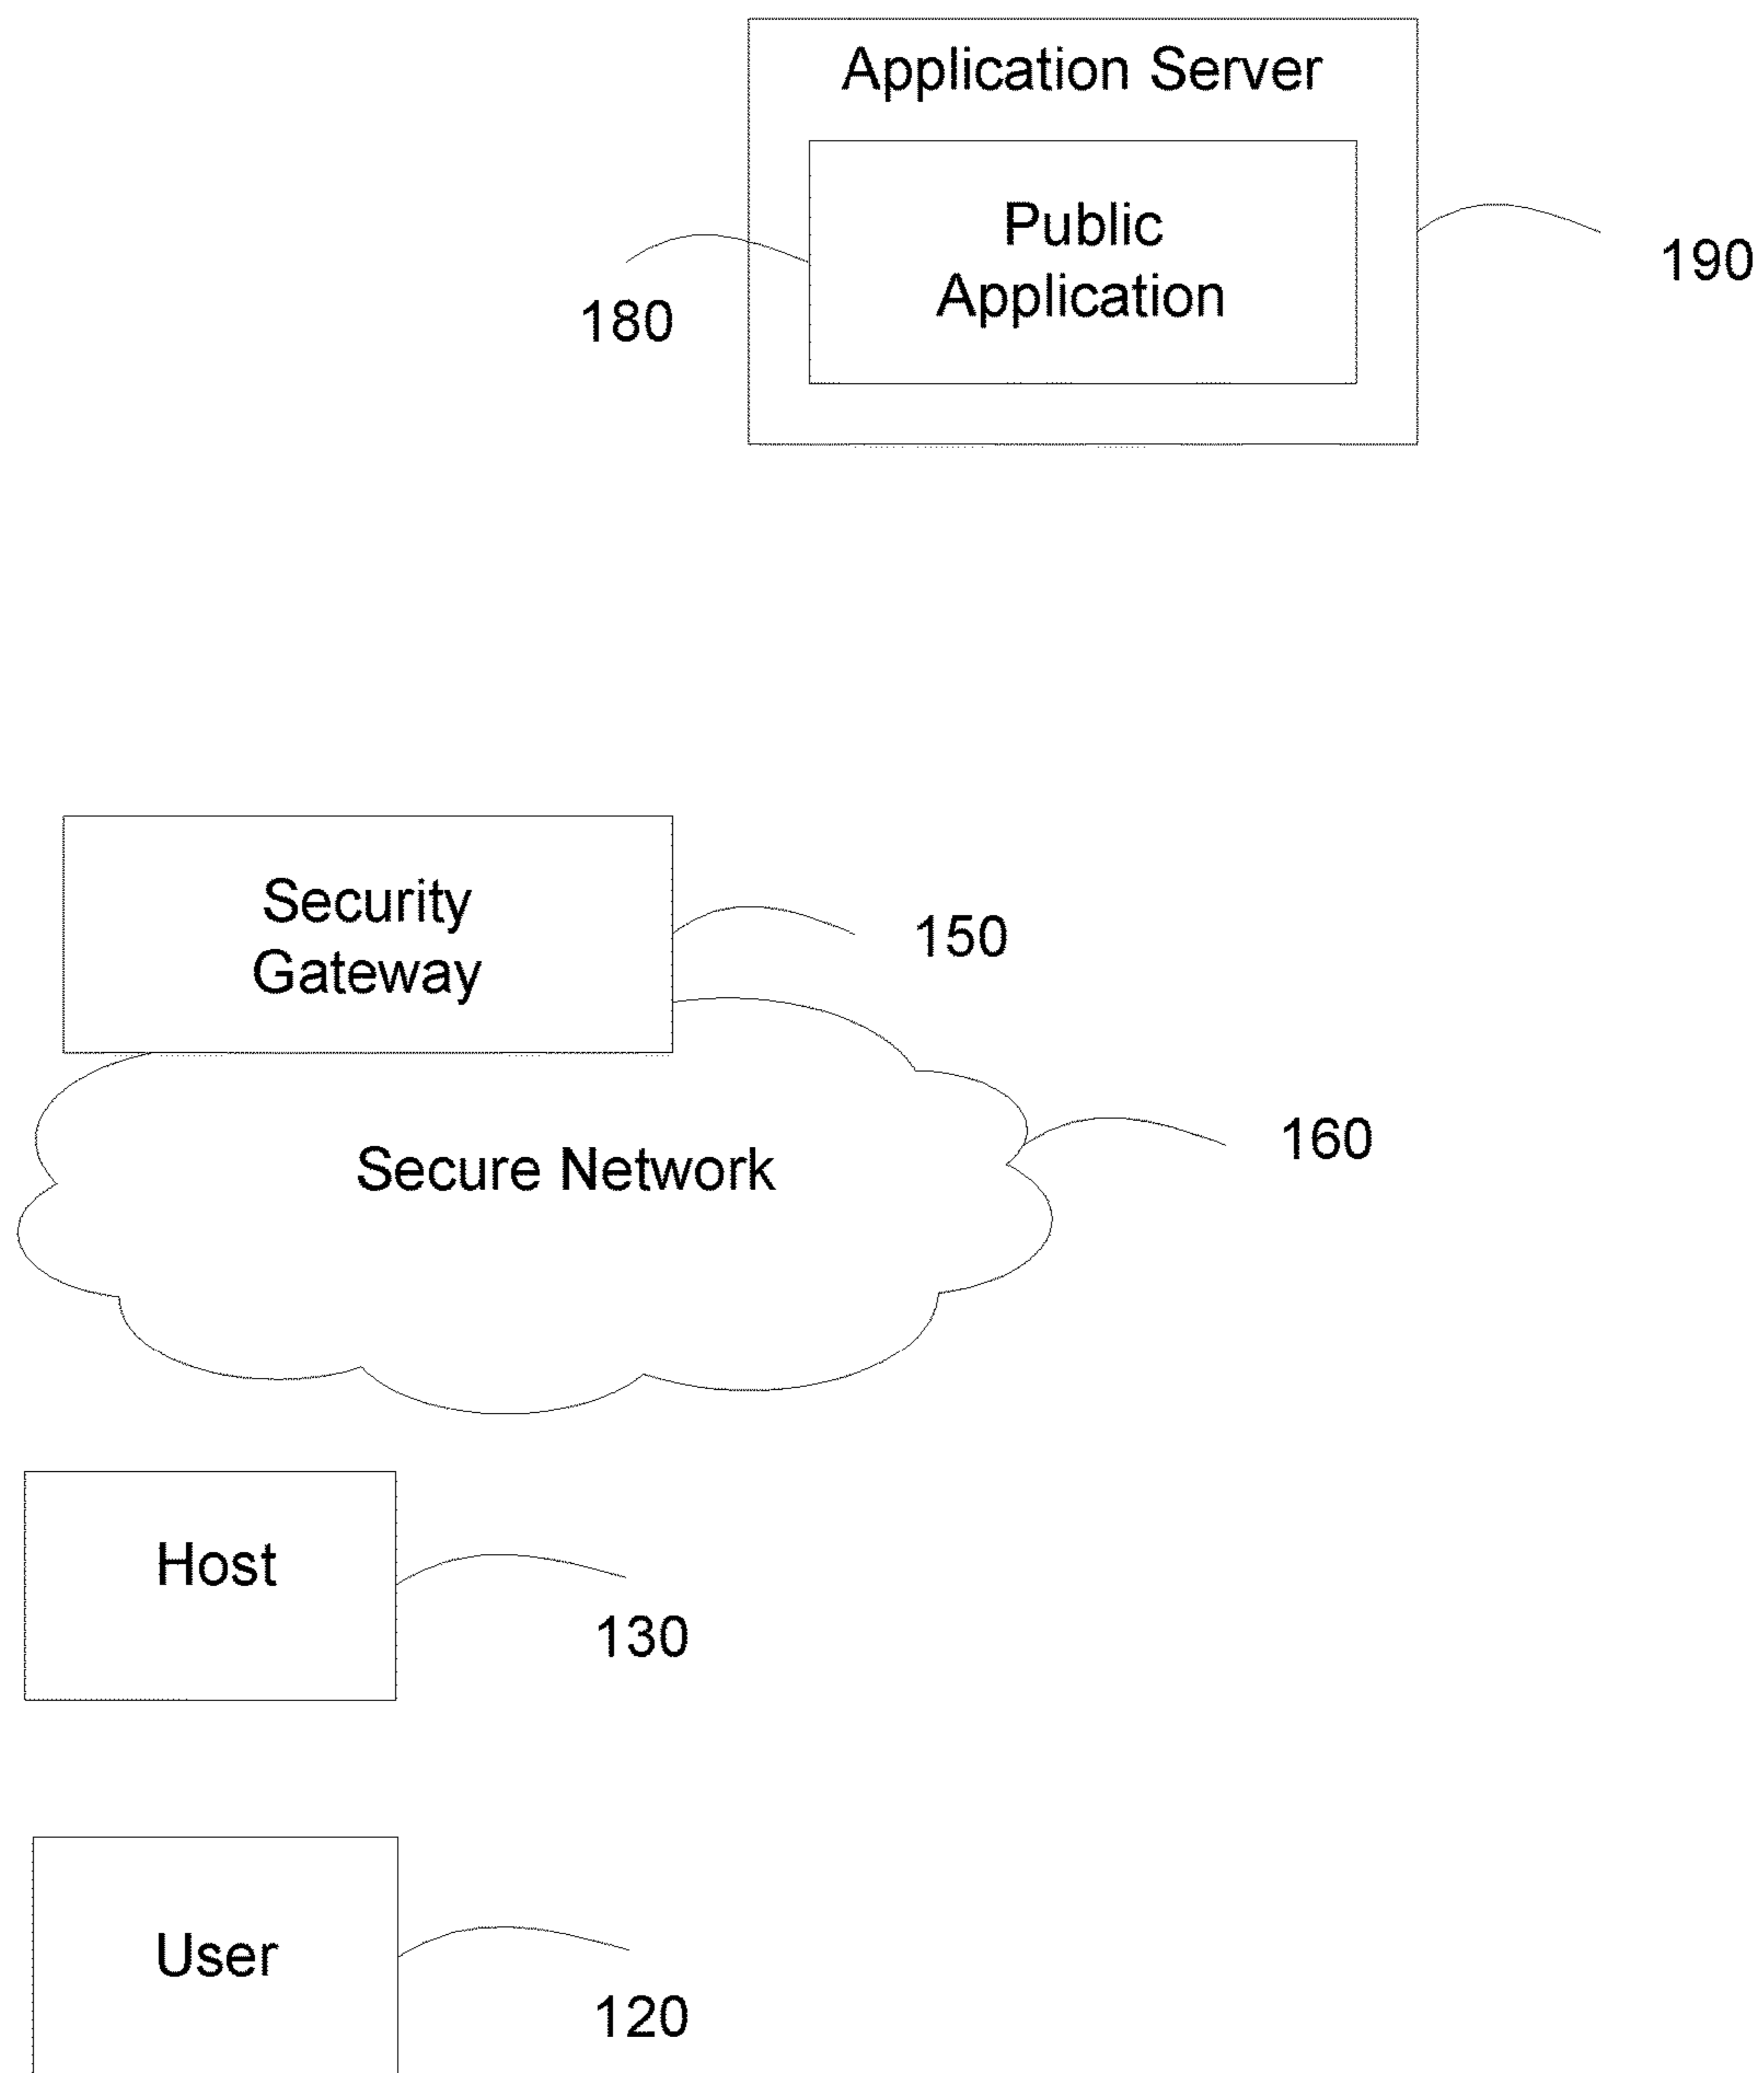 Application Server
Public
Application
190
180
Security
Gateway
150
160
Secure Network
Host
130
User
120